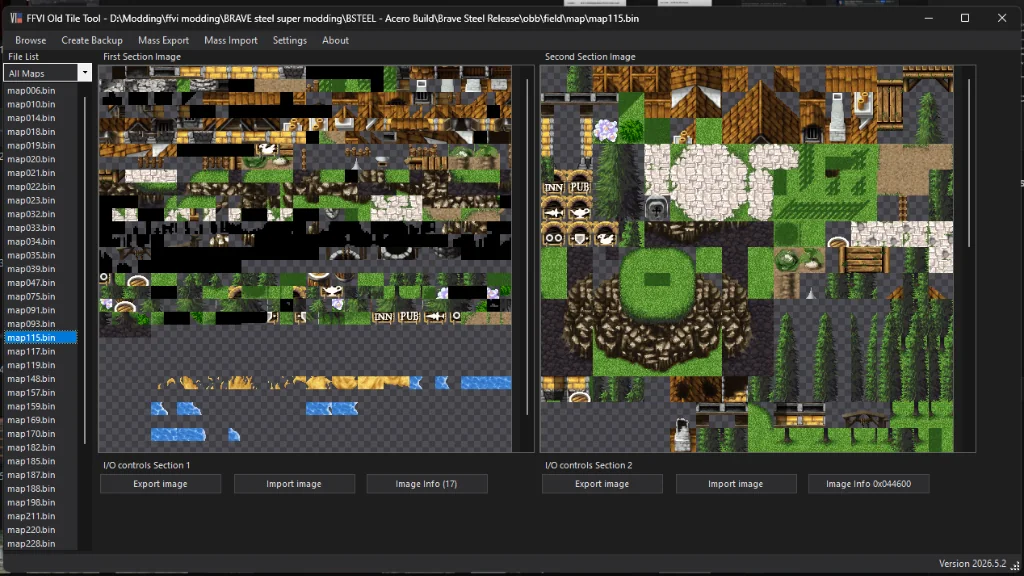 FFVI Old Tile Tool - D:\Modding\ffvi modding\BRAVE steel super modding\BSTEEL - Acero Build\Brave Steel Release\obb\field\map\map115.bin
Browse Create Backup Mass Export Mass Import Settings About
File List
First Section Image
Second Section Image
All Maps
map006.bin
map010.bin
map014.bin
map018.bin
map019.bin
map020.bin
map021.bin
map022.bin
map023.bin
map032.bin
map033.bin
map034.bin
map035.bin
map039.bin
map047.bin
map075.bin
map091.bin
map093.bin
map115.bin
map117.bin
map119.bin
map148.bin
map157.bin
map159.bin
map169.bin
map170.bin
map182.bin
map185.bin
map187.bin
map188.bin
map198.bin
map211.bin
map220.bin
map228.bin
INN PUB
INN PUB
I/O controls Section 1
Export image Import image Image Info (17)
I/O controls Section 2
Export image Import image Image Info 0x044600
Version 2026.5.2